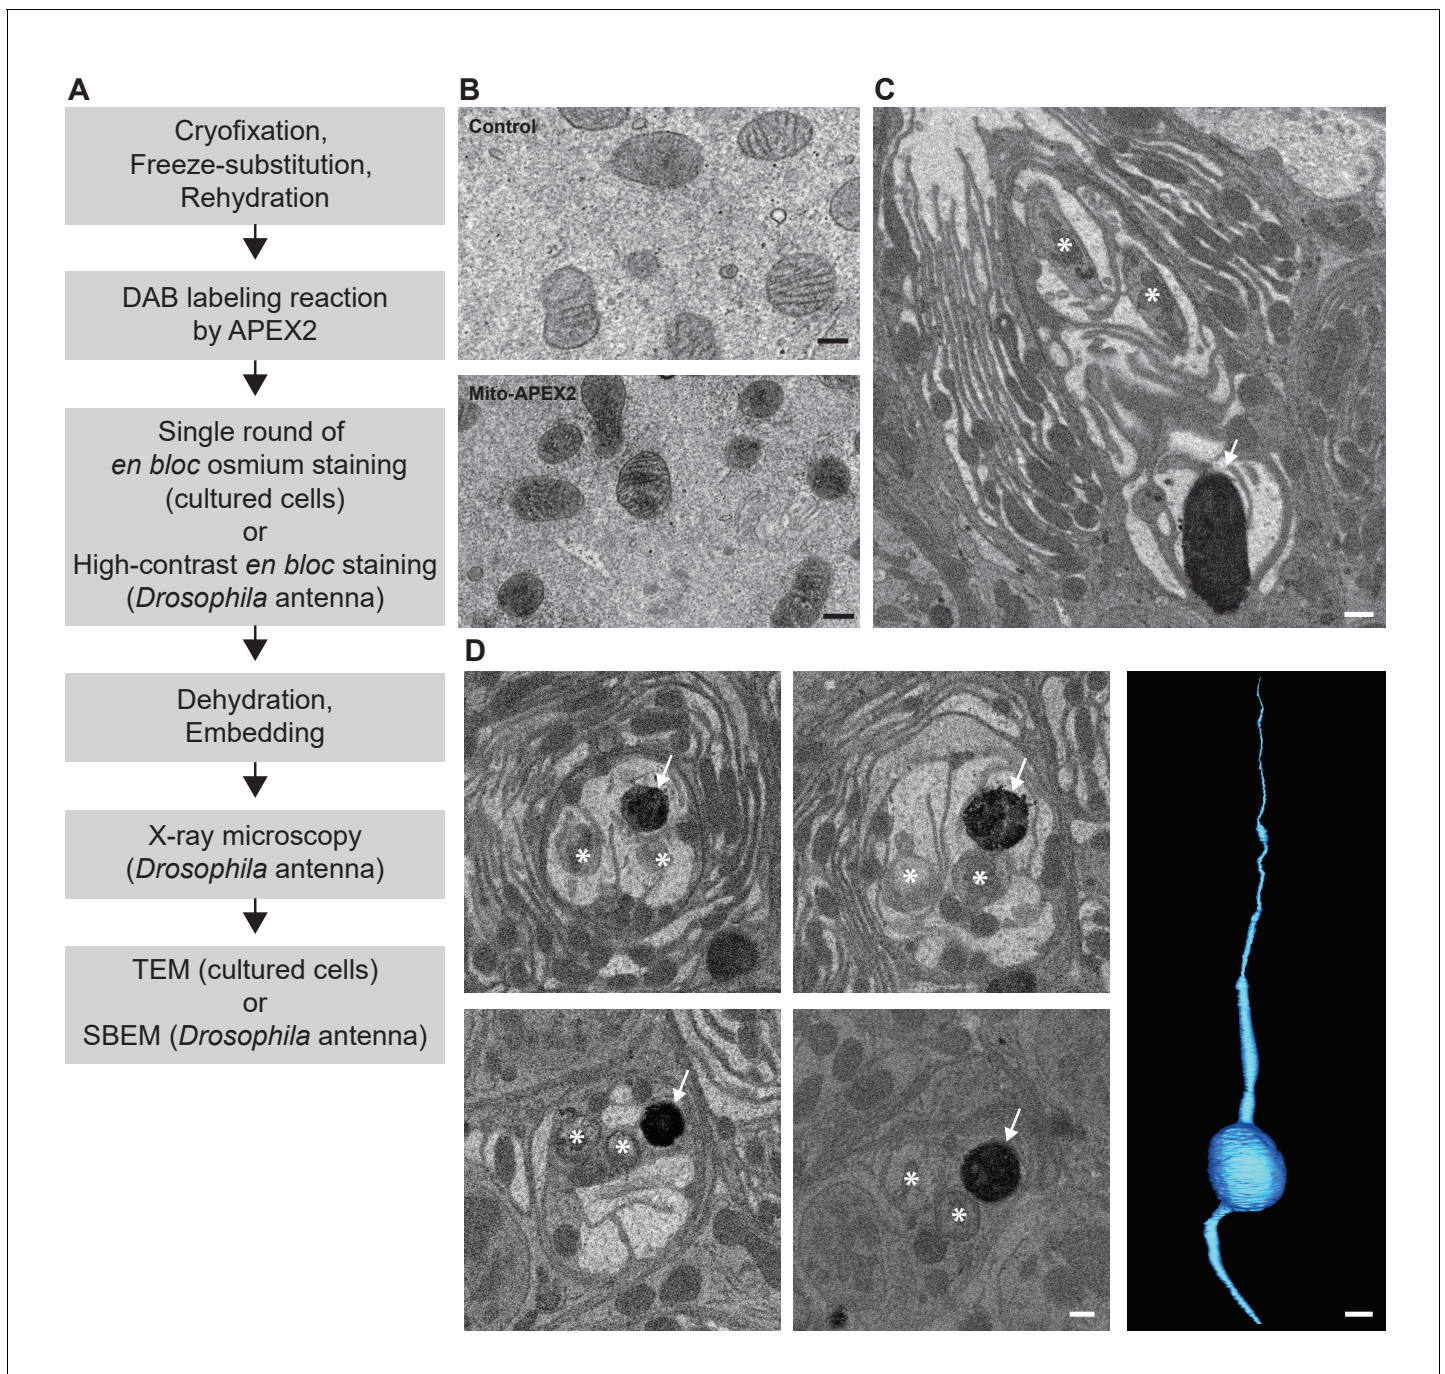 A
Cryofixation,
Freeze-substitution,
Rehydration
DAB labeling reaction
by APEX2
Single round of
en bloc osmium staining
(cultured cells)
or
High-contrast en bloc staining
(Drosophila antenna)
Dehydration,
Embedding
X-ray microscopy
(Drosophila antenna)
TEM (cultured cells)
or
SBEM (Drosophila antenna)
B
Control
Mito-APEX2
C
*
*
D
*
*
*
*
*
*
*
*